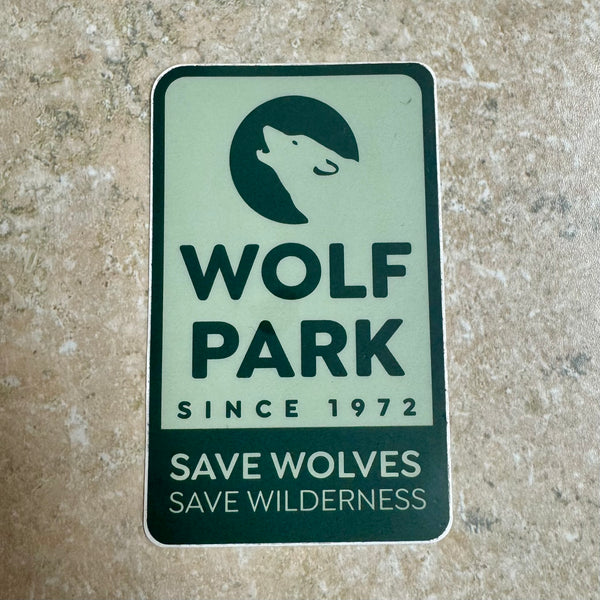 WOLF
PARK
SINCE 1972
SAVE WOLVES
SAVE WILDERNESS